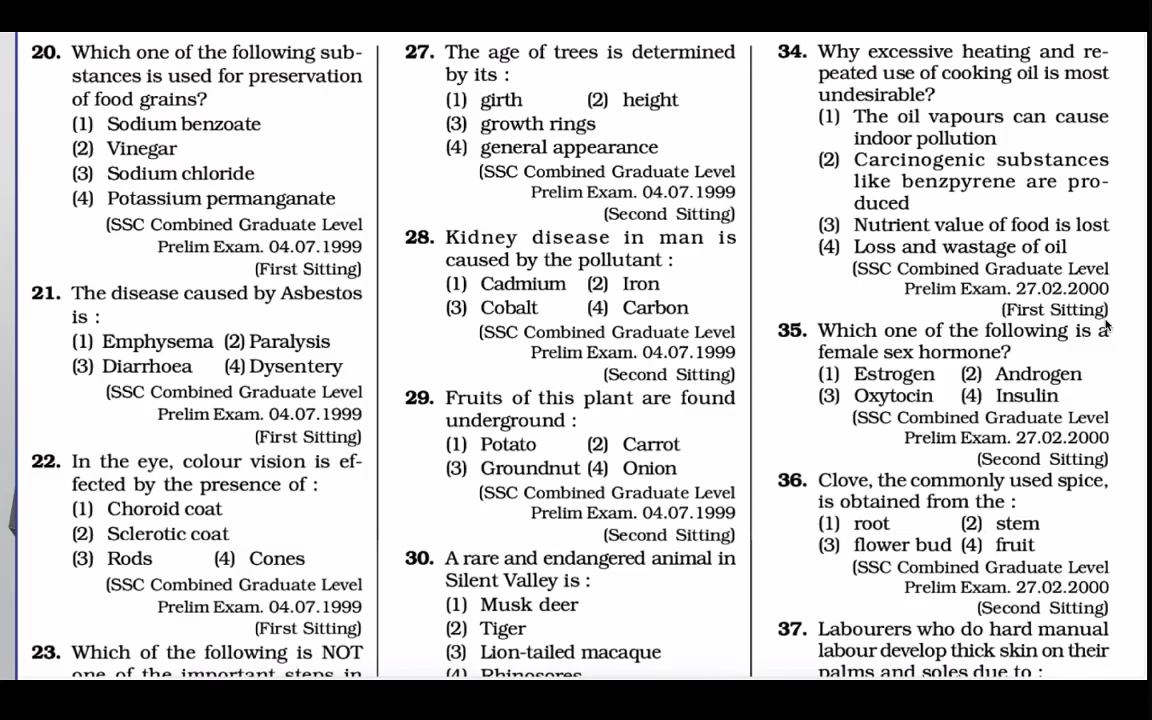 20. Which one of the following sub-
stances is used for preservation
of food grains?
(1) Sodium benzoate
(2) Vinegar
(3) Sodium chloride
(4) Potassium permanganate
(SSC Combined Graduate Level
Prelim Exam. 04.07.1999
(First Sitting)
21. The disease caused by Asbestos
is :
(1) Emphysema (2) Paralysis
(3) Diarrhoea (4) Dysentery
(SSC Combined Graduate Level
Prelim Exam. 04.07.1999
(First Sitting)
22. In the eye, colour vision is ef-
fected by the presence of :
(1) Choroid coat
(2) Sclerotic coat
(3) Rods (4) Cones
(SSC Combined Graduate Level
Prelim Exam. 04.07.1999
(First Sitting)
23. Which of the following is NOT
one of the important steps in
27. The age of trees is determined
by its :
(1) girth (2) height
(3) growth rings
(4) general appearance
(SSC Combined Graduate Level
Prelim Exam. 04.07.1999
(Second Sitting)
28. Kidney disease in man is
caused by the pollutant :
(1) Cadmium (2) Iron
(3) Cobalt (4) Carbon
(SSC Combined Graduate Level
Prelim Exam. 04.07.1999
(Second Sitting)
29. Fruits of this plant are found
underground :
(1) Potato (2) Carrot
(3) Groundnut (4) Onion
(SSC Combined Graduate Level
Prelim Exam. 04.07.1999
(Second Sitting)
30. A rare and endangered animal in
Silent Valley is :
(1) Musk deer
(2) Tiger
(3) Lion-tailed macaque
(4)
34. Why excessive heating and re-
peated use of cooking oil is most
undesirable?
(1) The oil vapours can cause
indoor pollution
(2) Carcinogenic substances
like benzpyrene are pro-
duced
(3) Nutrient value of food is lost
(4) Loss and wastage of oil
(SSC Combined Graduate Level
Prelim Exam. 27.02.2000
(First Sitting)
35. Which one of the following is a
female sex hormone?
(1) Estrogen (2) Androgen
(3) Oxytocin (4) Insulin
(SSC Combined Graduate Level
Prelim Exam. 27.02.2000
(Second Sitting)
36. Clove, the commonly used spice,
is obtained from the :
(1) root (2) stem
(3) flower bud (4) fruit
(SSC Combined Graduate Level
Prelim Exam. 27.02.2000
(Second Sitting)
37. Labourers who do hard manual
labour develop thick skin on their
palms and soles due to :